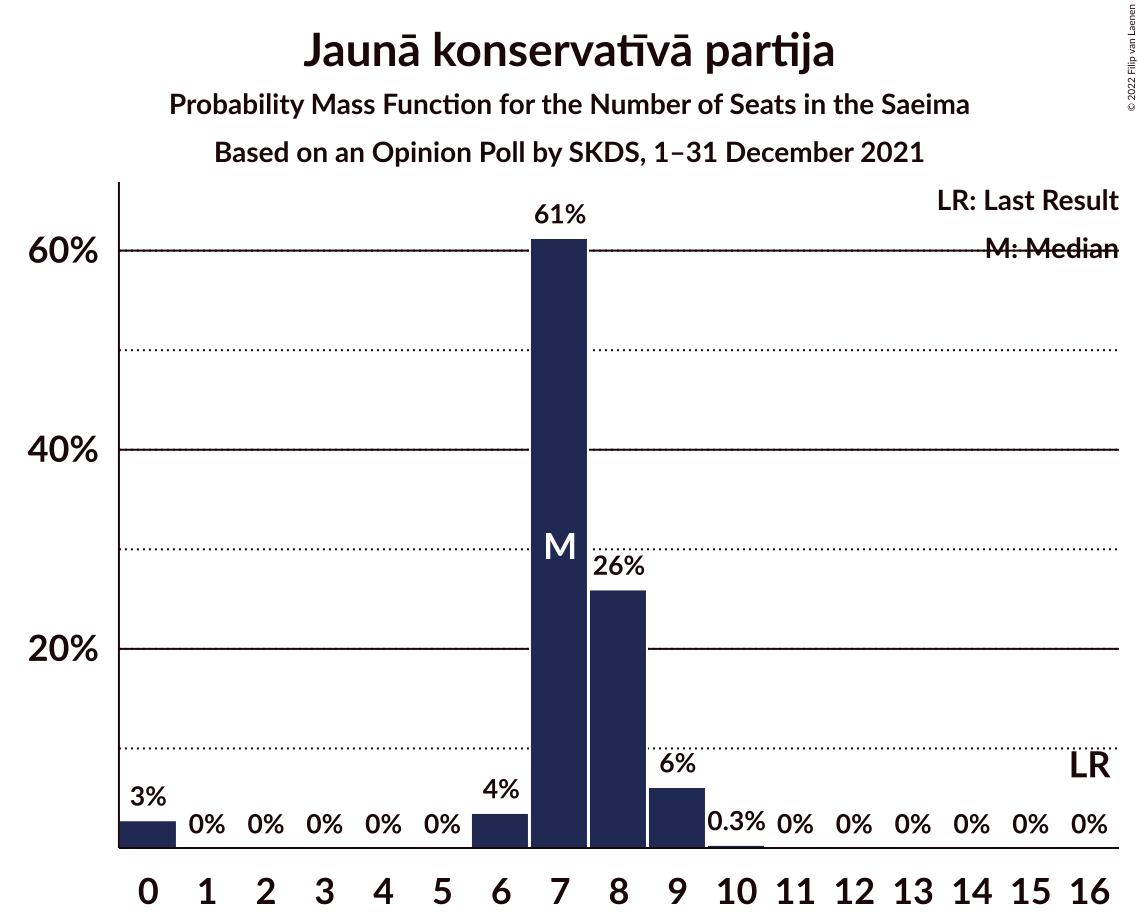 Jaunā konservatīvā partija
Probability Mass Function for the Number of Seats in the Saeima
Based on an Opinion Poll by SKDS, 1–31 December 2021
© 2022 Filip van Laenen
LR: Last Result
M: Median
60%
40%
20%
3%
0%
0%
0%
0%
0%
4%
61%
M
26%
6%
0.3%
0%
0%
0%
0%
0%
0%
LR
0 1 2 3 4 5 6 7 8 9 10 11 12 13 14 15 16